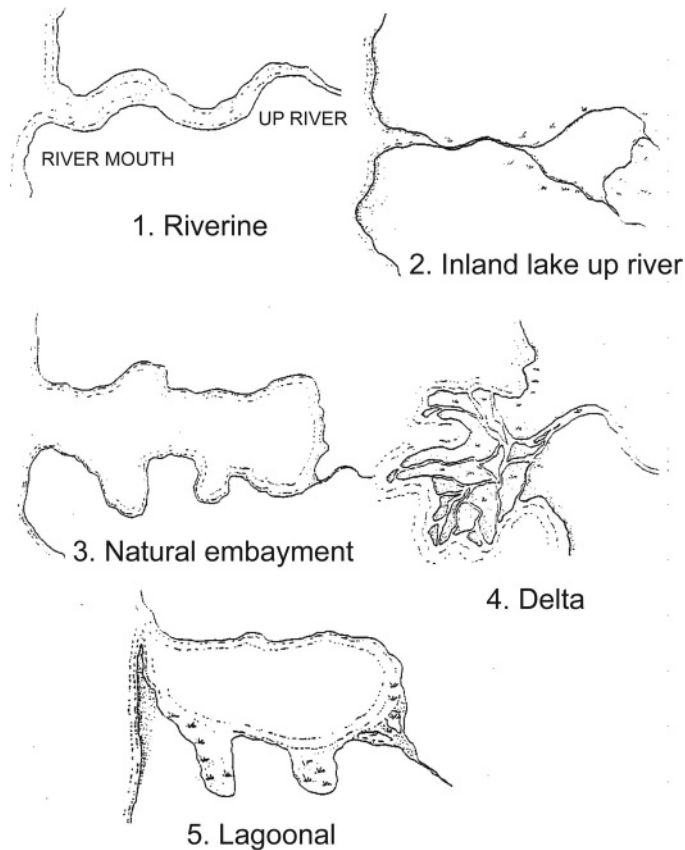 UP RIVER
RIVER MOUTH
1. Riverine
2. Inland lake up river
3. Natural embayment
4. Delta
5. Lagoonal